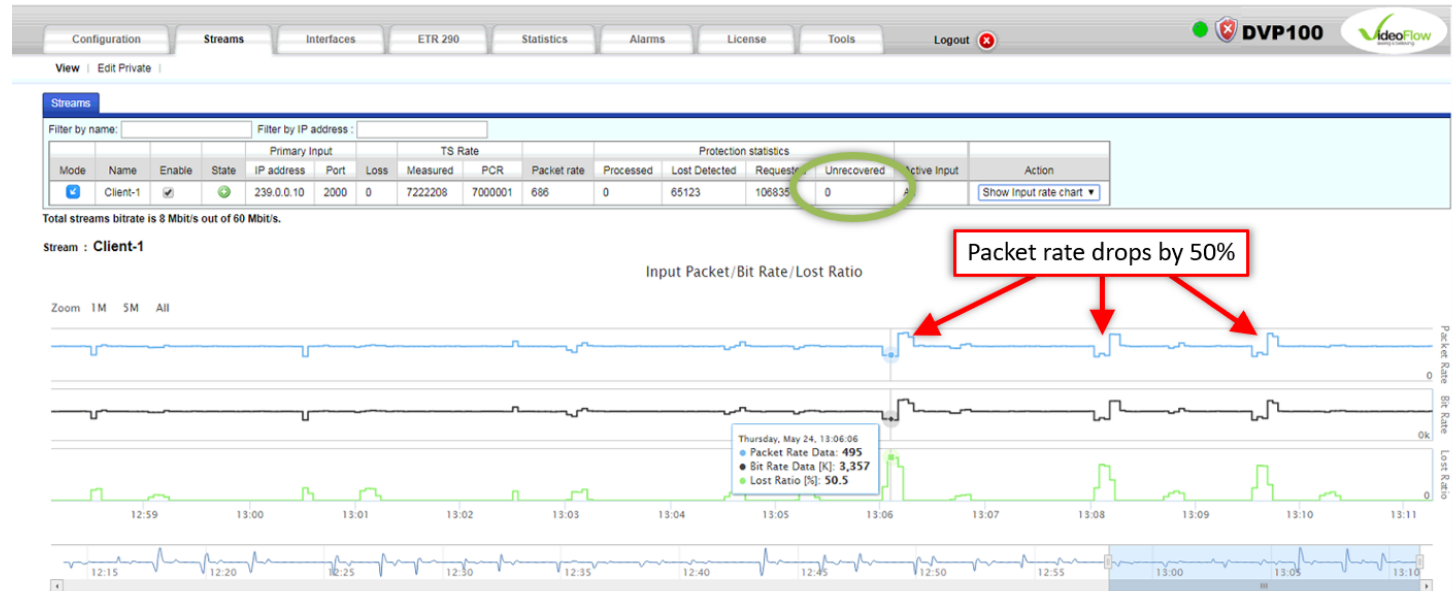 Configuration Streams Interfaces ETR 290 Statistics Alarms License Tools Logout DVP100 VideoFlow
View | Edit Private |
Streams
Filter by name: Filter by IP address :
Primary Input TS Rate Protection statistics
Mode Name Enable State IP address Port Loss Measured PCR Packet rate Processed Lost Detected Requested Unrecovered Active Input Action
Client-1 239.0.0.10 2000 0 7222208 7000001 686 0 65123 106835 0 A Show Input rate chart
Total streams bitrate is 8 Mbit/s out of 60 Mbit/s.
Stream : Client-1
Packet rate drops by 50%
Input Packet/Bit Rate/Lost Ratio
Zoom 1M 5M All
Packet Rate
0
Bit Rate
0k
Thursday, May 24, 13:06:06
Packet Rate Data: 495
Bit Rate Data [K]: 3,357
Lost Ratio [%]: 50.5
Lost Ratio
0
12:59 13:00 13:01 13:02 13:03 13:04 13:05 13:06 13:07 13:08 13:09 13:10 13:11
12:15 12:20 12:25 12:30 12:35 12:40 12:45 12:50 12:55 13:00 13:05 13:10